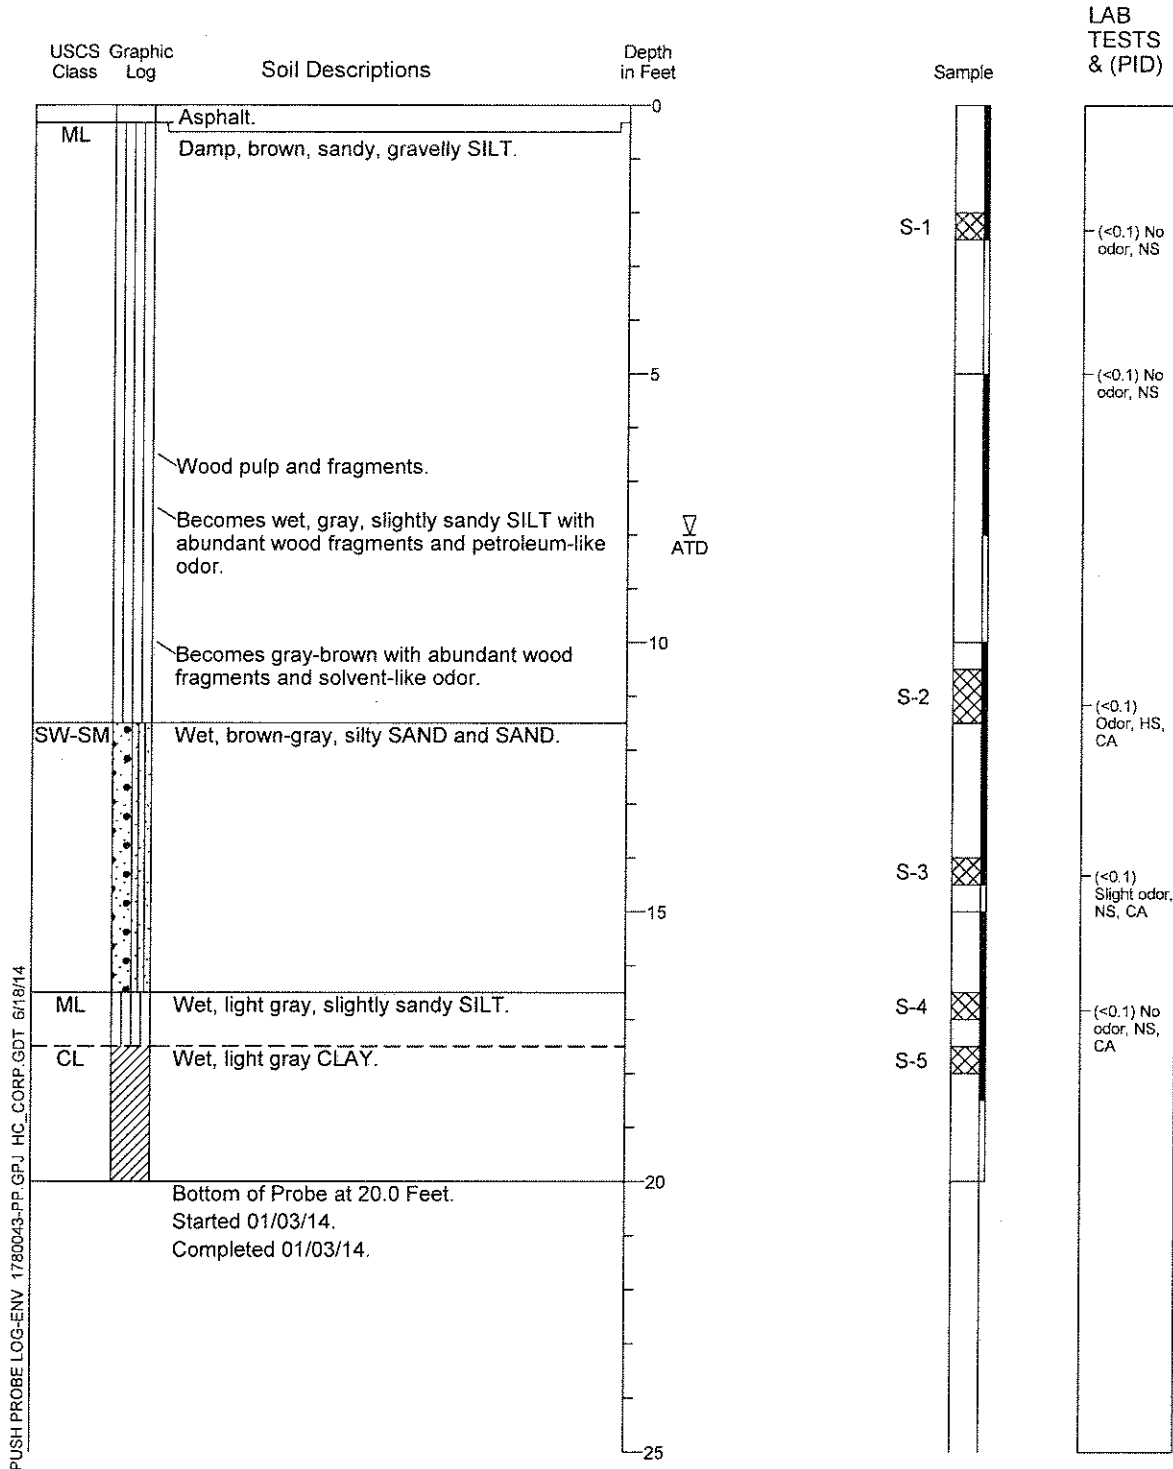 LAB
TESTS
& (PID)
USCS Graphic
Class Log
Soil Descriptions
Depth
in Feet
Sample
Asphalt.
0
ML
Damp, brown, sandy, gravelly SILT.
S-1
(<0.1) No
odor, NS
5
(<0.1) No
odor, NS
Wood pulp and fragments.
Becomes wet, gray, slightly sandy SILT with
abundant wood fragments and petroleum-like
odor.
ATD
10
Becomes gray-brown with abundant wood
fragments and solvent-like odor.
S-2
(<0.1)
Odor, HS,
CA
SW-SM
Wet, brown-gray, silty SAND and SAND.
S-3
(<0.1)
Slight odor,
NS, CA
15
ML
Wet, light gray, slightly sandy SILT.
S-4
(<0.1) No
odor, NS,
CA
CL
Wet, light gray CLAY.
S-5
20
Bottom of Probe at 20.0 Feet.
Started 01/03/14.
Completed 01/03/14.
25
PUSH PROBE LOG-ENV 1780043-PP.GPJ HC_CORP.GDT 6/18/14